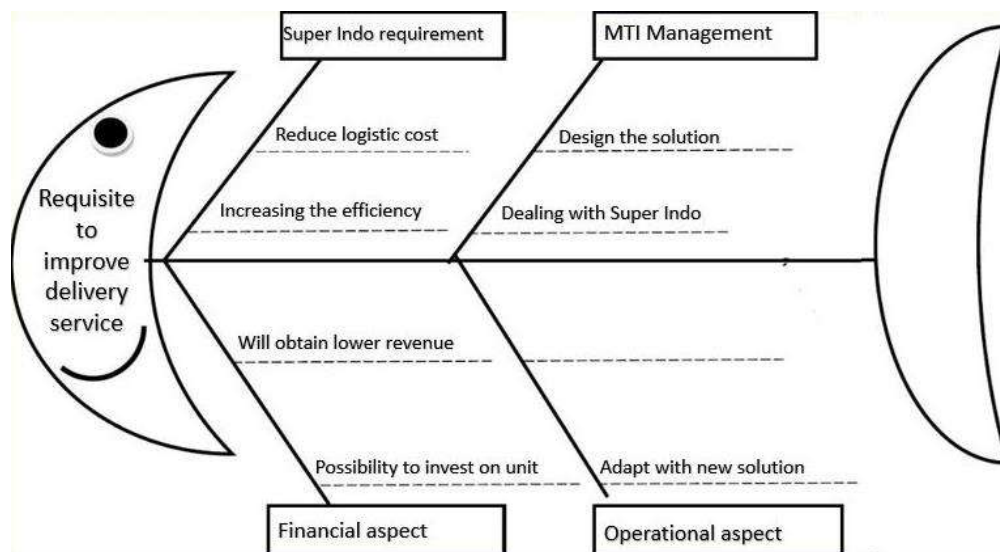 Super Indo requirement
MTI Management
Reduce logistic cost
Design the solution
Increasing the efficiency
Dealing with Super Indo
Requisite
to
improve
delivery
service
Will obtain lower revenue
Possibility to invest on unit
Adapt with new solution
Financial aspect
Operational aspect